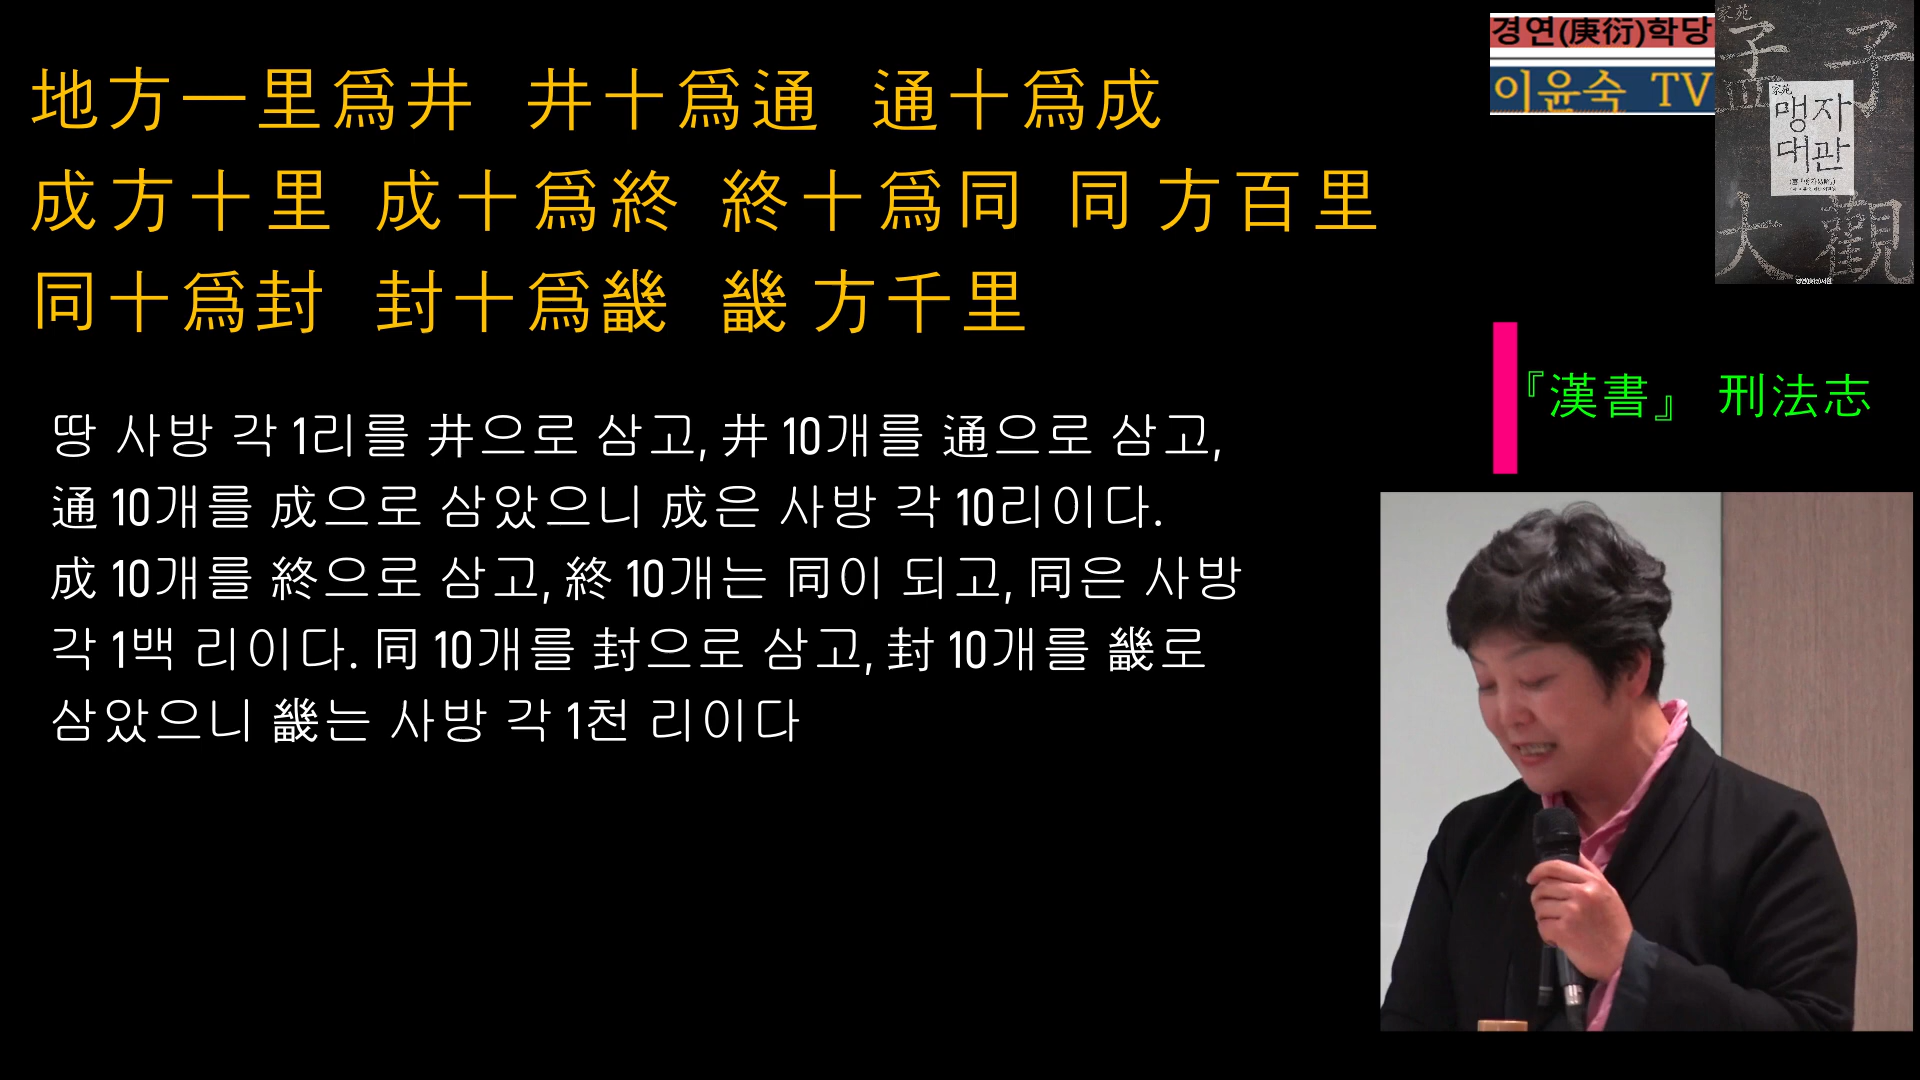 地方一里爲井 井十爲通 通十爲成
成方十里 成十爲終 終十爲同 同 方百里
同十爲封 封十爲畿 畿 方千里
땅 사방 각 1리를 井으로 삼고, 井 10개를 通으로 삼고,
通 10개를 成으로 삼았으니 成은 사방 각 10리이다.
成 10개를 終으로 삼고, 終 10개는 同이 되고, 同은 사방
각 1백 리이다. 同 10개를 封으로 삼고, 封 10개를 畿로
삼았으니 畿는 사방 각 1천 리이다
경연(庚衍)학당
이윤숙 TV
家苑
孟子
家苑
맹자
대관
大觀
『漢書』 刑法志